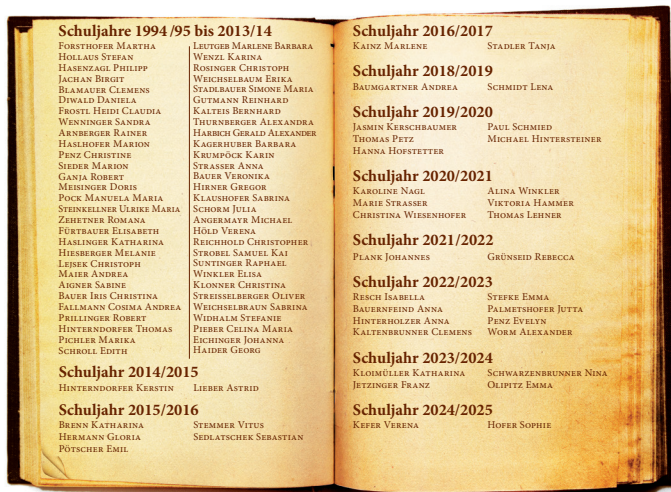 Schuljahre 1994/95 bis 2013/14
Forsthofer Martha
Hollaus Stefan
Hasenzagl Philipp
Jachan Birgit
Blamauer Clemens
Diwald Daniela
Frostl Heidi Claudia
Wenninger Sandra
Arnberger Rainer
Haslhofer Marion
Penz Christine
Sieder Marion
Ganja Robert
Meisinger Doris
Pock Manuela Maria
Steinkellner Ulrike Maria
Zehetner Romana
Fürtbauer Elisabeth
Haslinger Katharina
Hiesberger Melanie
Lejsek Christoph
Maier Andrea
Aigner Sabine
Bauer Iris Christina
Fallmann Cosima Andrea
Prillinger Robert
Hinterndorfer Thomas
Pichler Marika
Schroll Edith
Leutgeb Marlene Barbara
Wenzl Karina
Rosinger Christoph
Weichselbaum Erika
Stadlbauer Simone Maria
Gutmann Reinhard
Kalteis Bernhard
Thurnberger Alexandra
Harbich Gerald Alexander
Kagerhuber Barbara
Krumpöck Karin
Strasser Anna
Bauer Veronika
Hirner Gregor
Klaushofer Sabrina
Schorm Julia
Angermayr Michael
Höld Verena
Reichhold Christopher
Strobel Samuel Kai
Suntinger Raphael
Winkler Elisa
Klonner Christina
Streisselberger Oliver
Weichselbraun Sabrina
Widhalm Stefanie
Pieber Celina Maria
Eichinger Johanna
Haider Georg
Schuljahr 2014/2015
Hinterndorfer Kerstin Lieber Astrid
Schuljahr 2015/2016
Brenn Katharina Stemmer Vitus
Hermann Gloria Sedlatschek Sebastian
Pötscher Emil
Schuljahr 2016/2017
Kainz Marlene Stadler Tanja
Schuljahr 2018/2019
Baumgartner Andrea Schmidt Lena
Schuljahr 2019/2020
Jasmin Kerschbaumer Paul Schmied
Thomas Petz Michael Hintersteiner
Hanna Hofstetter
Schuljahr 2020/2021
Karoline Nagl Alina Winkler
Marie Strasser Viktoria Hammer
Christina Wiesenhofer Thomas Lehner
Schuljahr 2021/2022
Plank Johannes Grünseid Rebecca
Schuljahr 2022/2023
Resch Isabella Stefke Emma
Bauernfeind Anna Palmetshofer Jutta
Hinterholzer Anna Penz Evelyn
Kaltenbrunner Clemens Worm Alexander
Schuljahr 2023/2024
Kloimüller Katharina Schwarzenbrunner Nina
Jetzinger Franz Olipitz Emma
Schuljahr 2024/2025
Kefer Verena Hofer Sophie